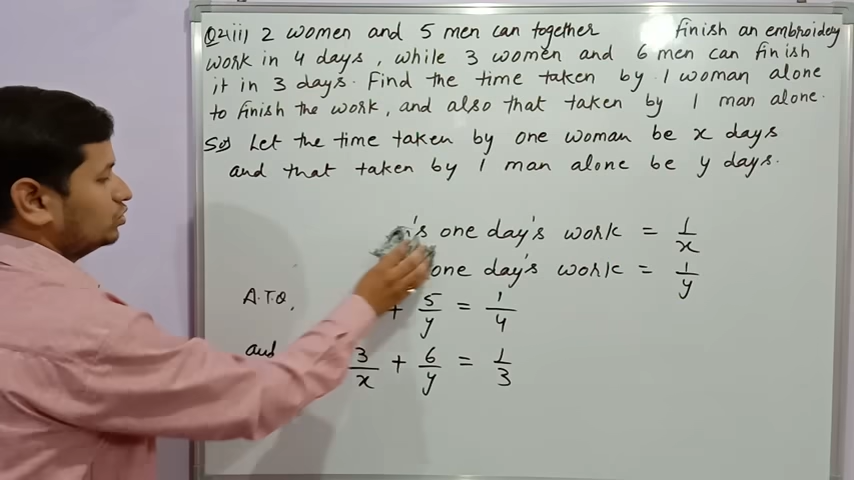 Q2(iii) 2 women and 5 men can together finish an embroidery
work in 4 days, while 3 women and 6 men can finish
it in 3 days. Find the time taken by 1 woman alone
to finish the work, and also that taken by 1 man alone.
Sol) Let the time taken by one woman be x days
and that taken by 1 man alone be y days.
's one day's work = 1/x
one day's work = 1/y
A.T.Q, + 5/y = 1/4
and 3/x + 6/y = 1/3